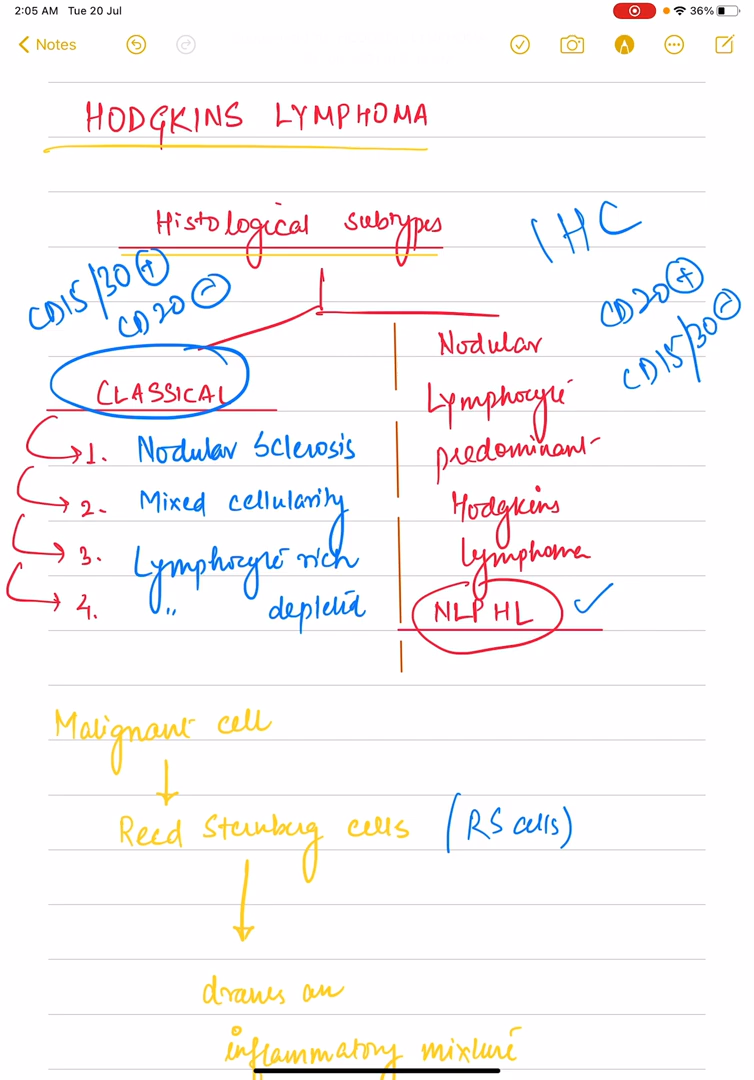 2:05 AM Tue 20 Jul
36%
Notes
HODGKINS LYMPHOMA
Histological subtypes
IHC
CD15/30 +
CD20 -
CD20 +
CD15/30 -
CLASSICAL
1. Nodular Sclerosis
2. Mixed cellularity
3. Lymphocyte rich
4. " depleted
Nodular
Lymphocyte
predominant
Hodgkins
Lymphoma
NLPHL
Malignant cell
Reed Sternberg cells (RS cells)
draws an
inflammatory mixture